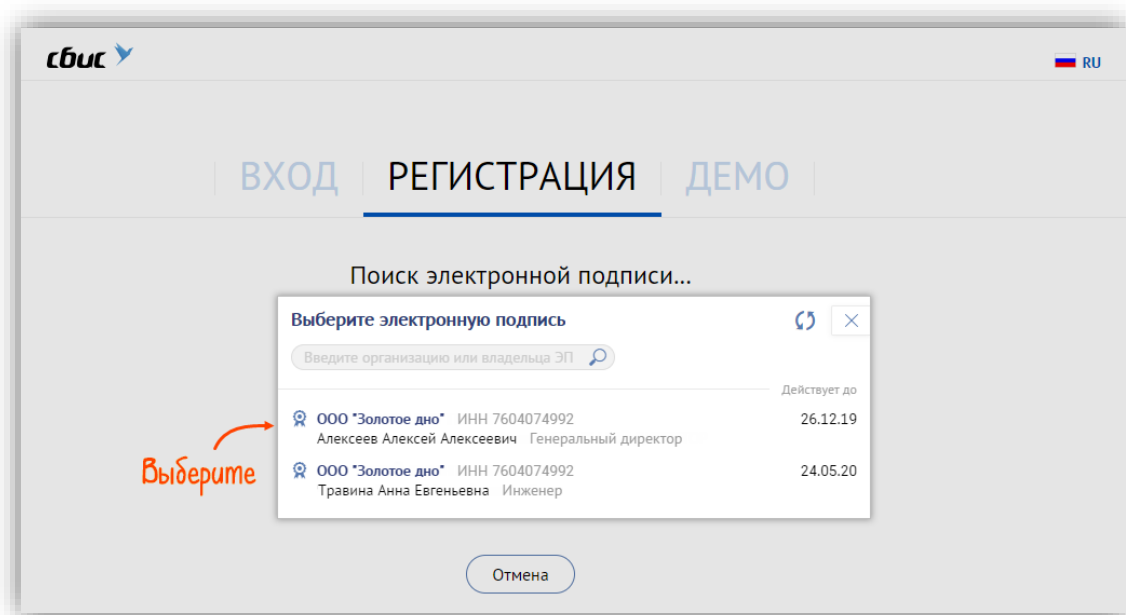 сбис
RU
ВХОД РЕГИСТРАЦИЯ ДЕМО
Поиск электронной подписи...
Выберите электронную подпись
Введите организацию или владельца ЭП
Действует до
ООО "Золотое дно" ИНН 7604074992 26.12.19
Алексеев Алексей Алексеевич Генеральный директор
Выберите
ООО "Золотое дно" ИНН 7604074992 24.05.20
Травина Анна Евгеньевна Инженер
Отмена